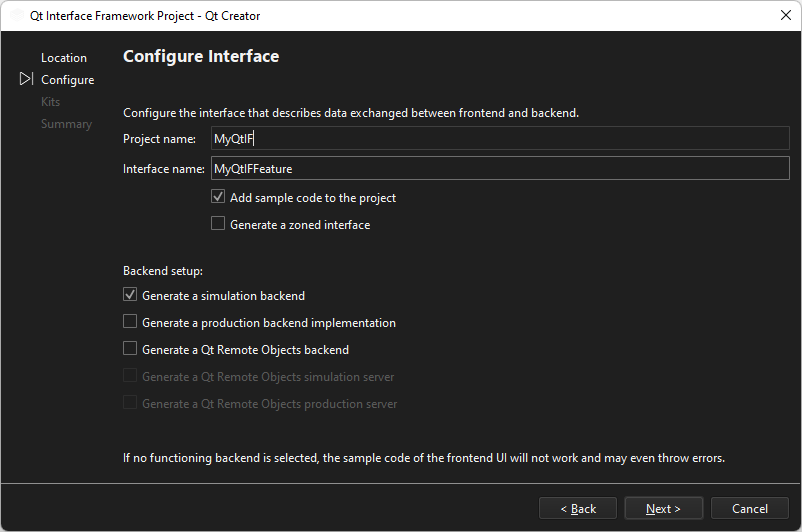 Qt Interface Framework Project - Qt Creator
Location
Configure
Kits
Summary
Configure Interface
Configure the interface that describes data exchanged between frontend and backend.
Project name: MyQtIF
Interface name: MyQtIFFeature
Add sample code to the project
Generate a zoned interface
Backend setup:
Generate a simulation backend
Generate a production backend implementation
Generate a Qt Remote Objects backend
Generate a Qt Remote Objects simulation server
Generate a Qt Remote Objects production server
If no functioning backend is selected, the sample code of the frontend UI will not work and may even throw errors.
< Back Next > Cancel